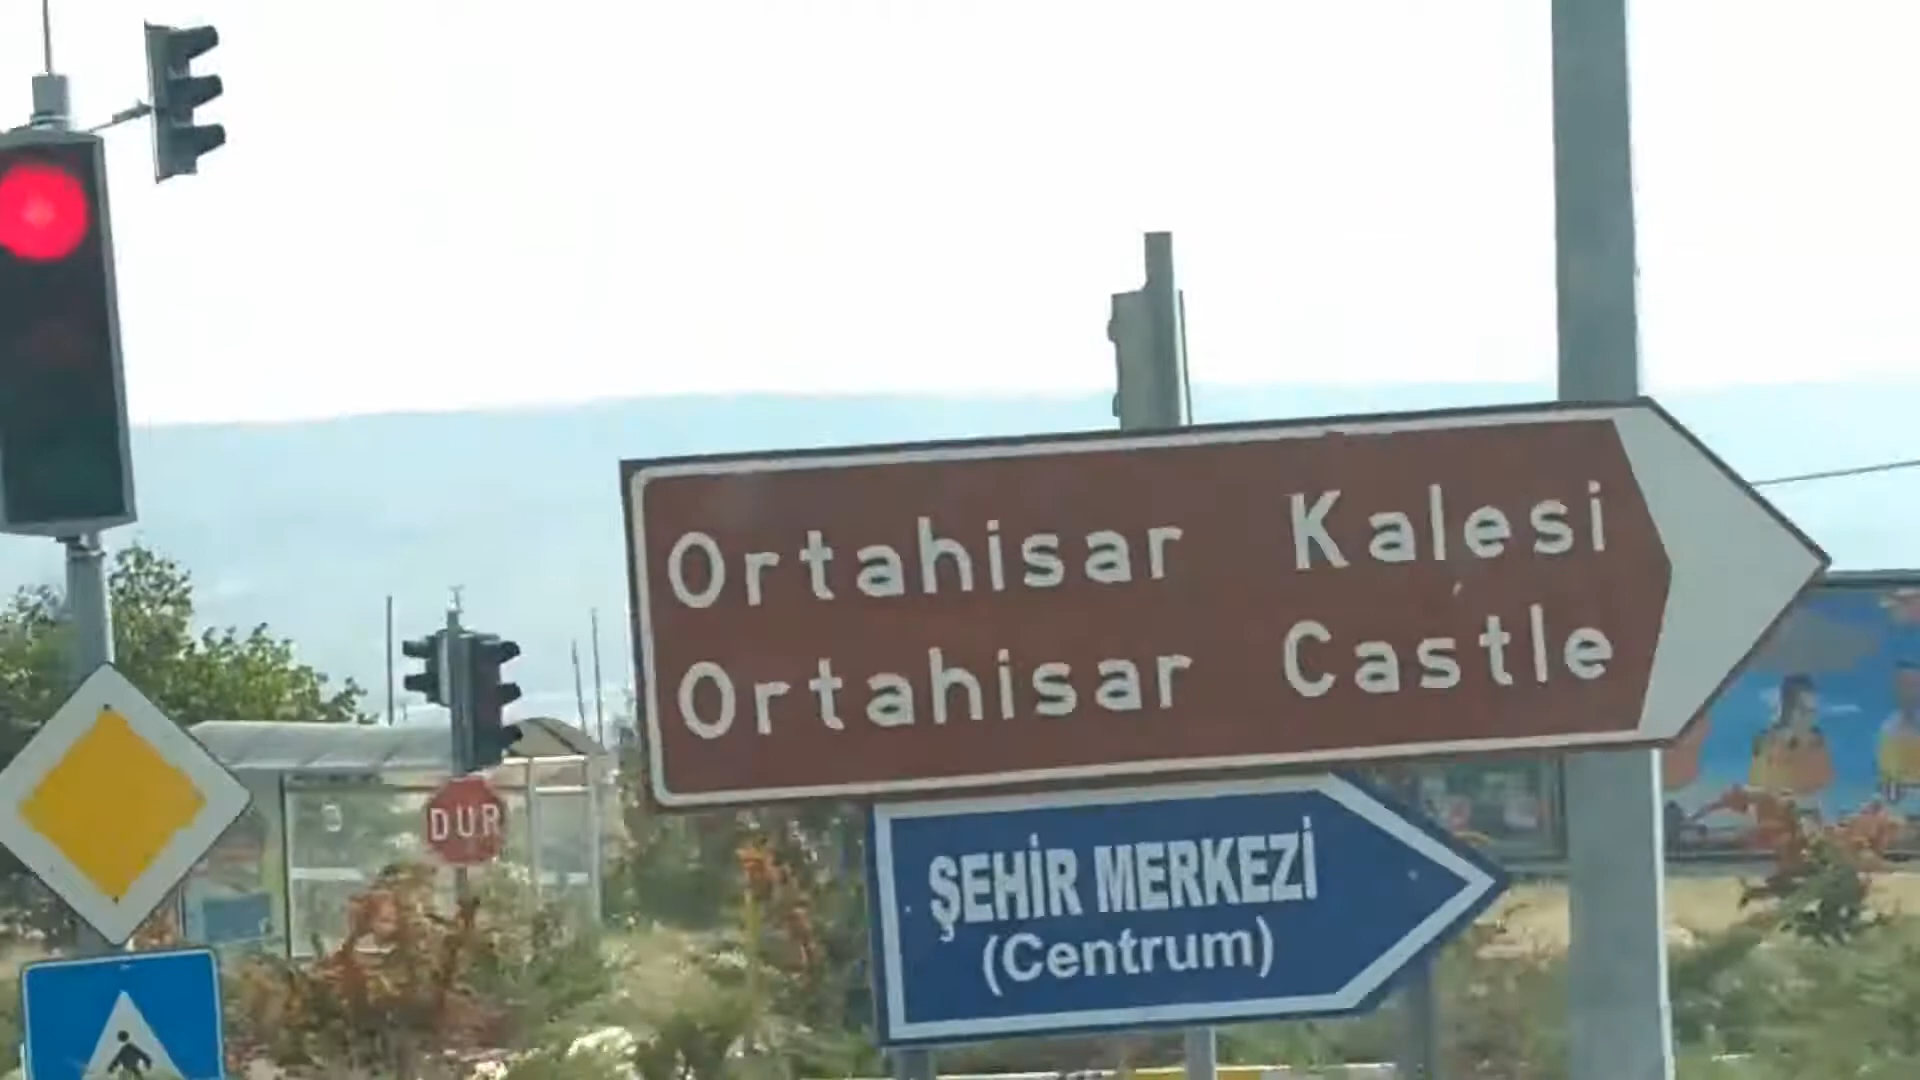 Ortahisar Kalesi
Ortahisar Castle
DUR
ŞEHİR MERKEZİ
(Centrum)